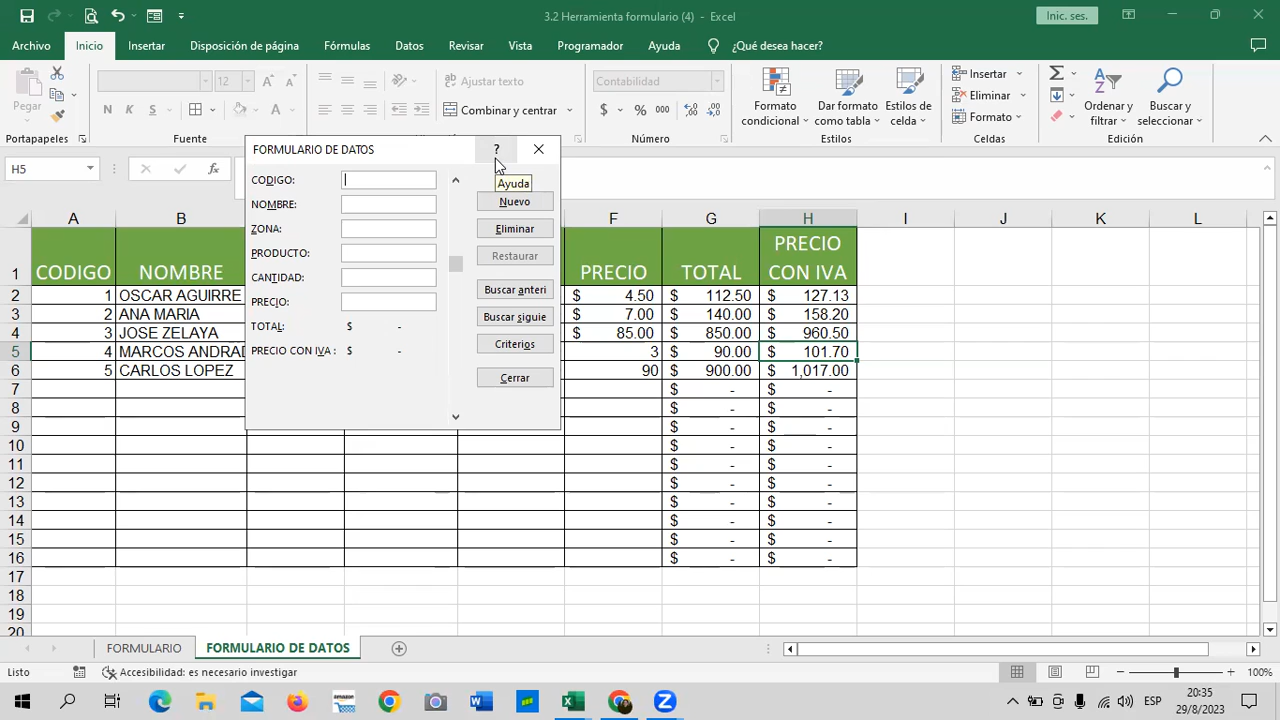 3.2 Herramienta formulario (4) - Excel
Inic. ses.
Archivo Inicio Insertar Disposición de página Fórmulas Datos Revisar Vista Programador Ayuda ¿Qué desea hacer?
Pegar
12
N K S
Ajustar texto
Combinar y centrar
Contabilidad
$ % 000
Formato condicional
Dar formato como tabla
Estilos de celda
Insertar
Eliminar
Formato
Ordenar y filtrar
Buscar y seleccionar
Portapapeles Fuente Número Estilos Celdas Edición
H5
FORMULARIO DE DATOS ?
Ayuda
CODIGO:
NOMBRE:
ZONA:
PRODUCTO:
CANTIDAD:
PRECIO:
TOTAL: $ -
PRECIO CON IVA : $ -
Nuevo
Eliminar
Restaurar
Buscar anteri
Buscar siguie
Criterios
Cerrar
A B F G H I J K L
1 CODIGO NOMBRE PRECIO TOTAL PRECIO CON IVA
2 1 OSCAR AGUIRRE $ 4.50 $ 112.50 $ 127.13
3 2 ANA MARIA $ 7.00 $ 140.00 $ 158.20
4 3 JOSE ZELAYA $ 85.00 $ 850.00 $ 960.50
5 4 MARCOS ANDRAD 3 $ 90.00 $ 101.70
6 5 CARLOS LOPEZ 90 $ 900.00 $ 1,017.00
7 $ - $ -
8 $ - $ -
9 $ - $ -
10 $ - $ -
11 $ - $ -
12 $ - $ -
13 $ - $ -
14 $ - $ -
15 $ - $ -
16 $ - $ -
17
18
19
20
FORMULARIO FORMULARIO DE DATOS
Listo Accesibilidad: es necesario investigar 100%
ESP
20:35
29/8/2023